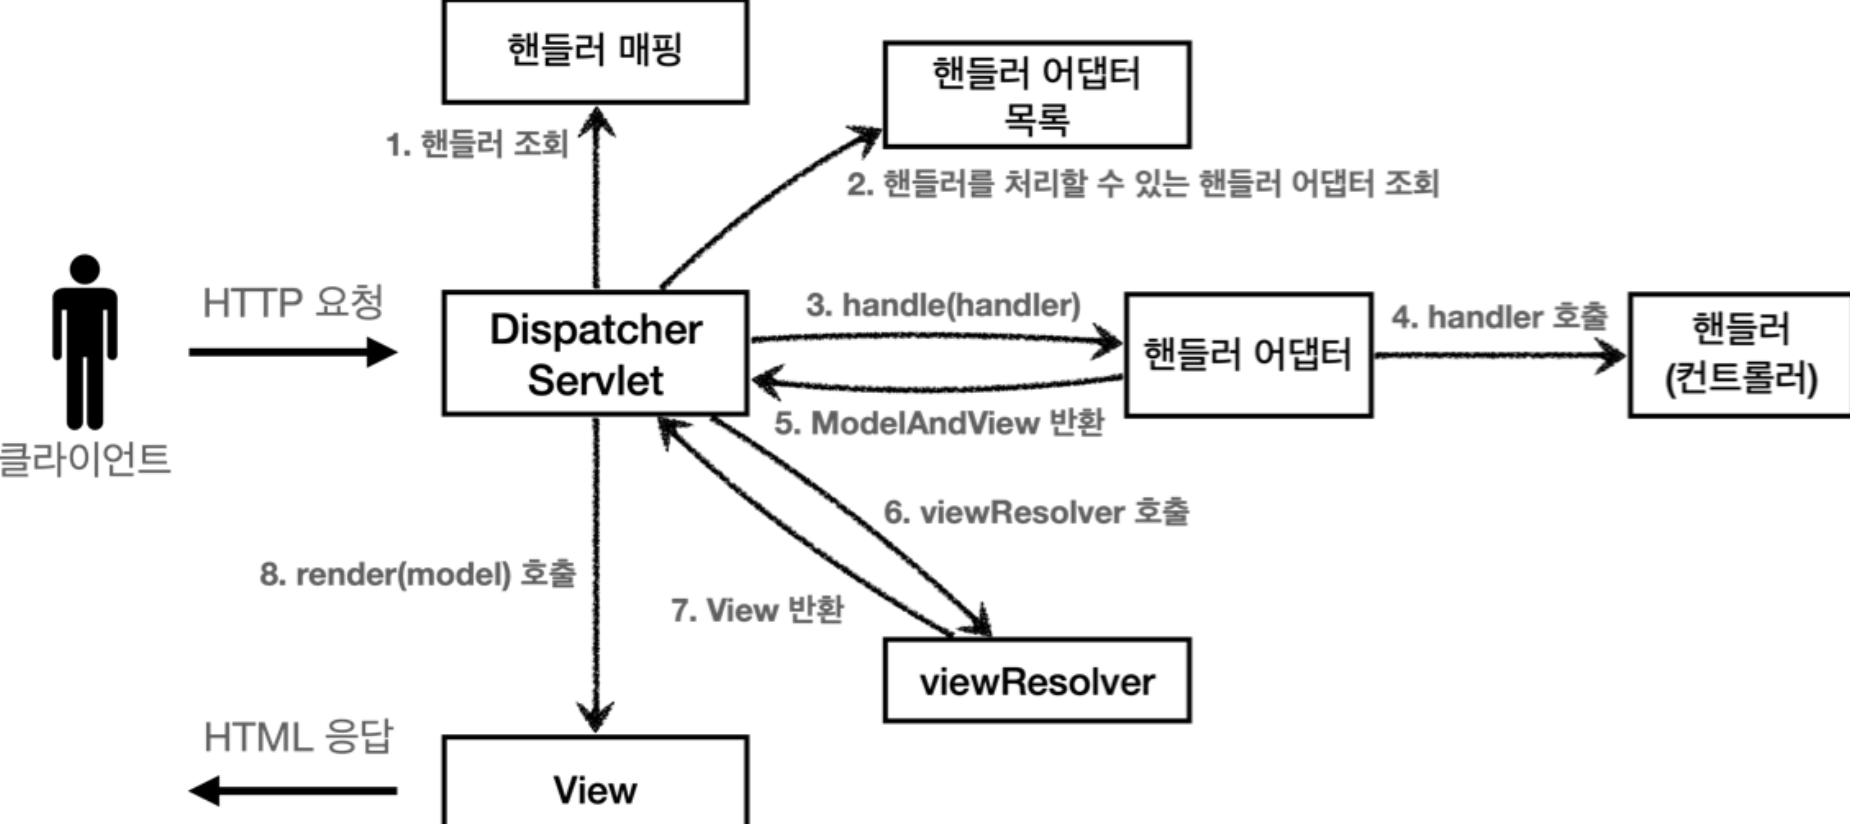 핸들러 매핑
핸들러 어댑터
목록
1. 핸들러 조회
2. 핸들러를 처리할 수 있는 핸들러 어댑터 조회
HTTP 요청
Dispatcher
Servlet
3. handle(handler)
핸들러 어댑터
4. handler 호출
핸들러
(컨트롤러)
5. ModelAndView 반환
클라이언트
6. viewResolver 호출
8. render(model) 호출
7. View 반환
viewResolver
HTML 응답
View